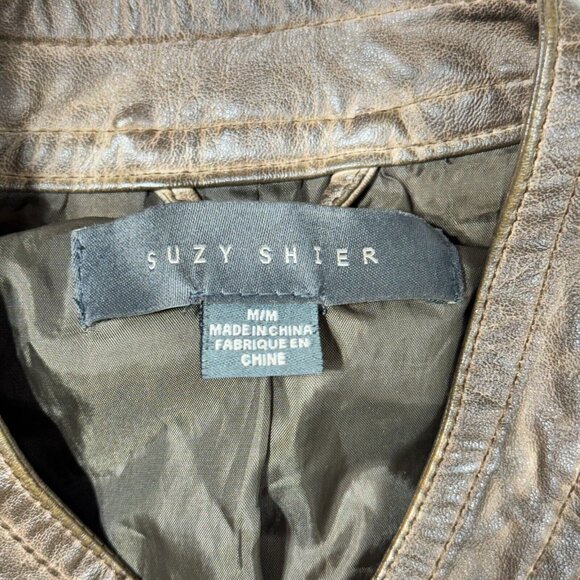 SUZY SHIER
M/M
MADE IN CHINA
FABRIQUE EN
CHINE